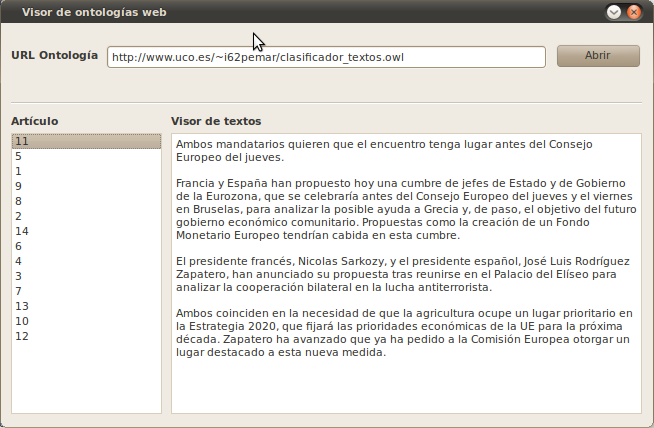 Visor de ontologías web
URL Ontología
http://www.uco.es/~i62pemar/clasificador_textos.owl
Abrir
Artículo
11
5
1
9
8
2
14
6
4
3
7
13
10
12
Visor de textos
Ambos mandatarios quieren que el encuentro tenga lugar antes del Consejo
Europeo del jueves.
Francia y España han propuesto hoy una cumbre de jefes de Estado y de Gobierno
de la Eurozona, que se celebraría antes del Consejo Europeo del jueves y el viernes
en Bruselas, para analizar la posible ayuda a Grecia y, de paso, el objetivo del futuro
gobierno económico comunitario. Propuestas como la creación de un Fondo
Monetario Europeo tendrían cabida en esta cumbre.
El presidente francés, Nicolas Sarkozy, y el presidente español, José Luis Rodríguez
Zapatero, han anunciado su propuesta tras reunirse en el Palacio del Elíseo para
analizar la cooperación bilateral en la lucha antiterrorista.
Ambos coinciden en la necesidad de que la agricultura ocupe un lugar prioritario en
la Estrategia 2020, que fijará las prioridades económicas de la UE para la próxima
década. Zapatero ha avanzado que ya ha pedido a la Comisión Europea otorgar un
lugar destacado a esta nueva medida.